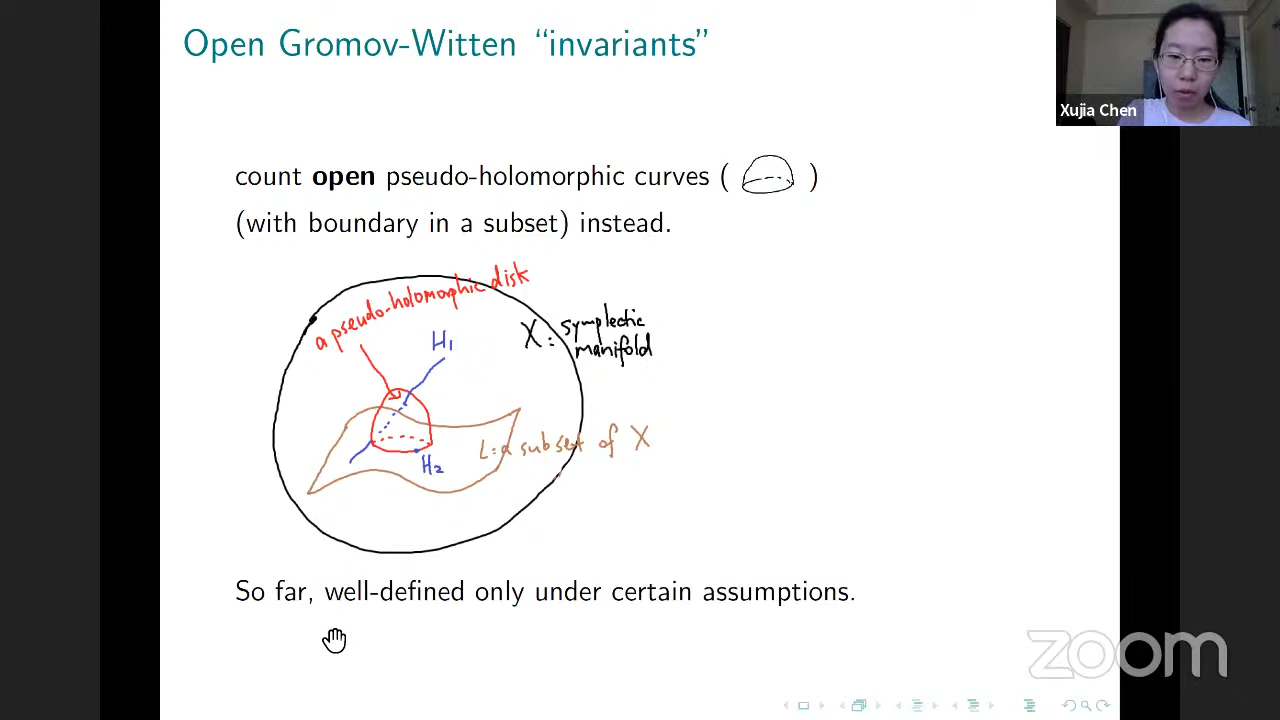 Open Gromov-Witten “invariants”
Xujia Chen
count open pseudo-holomorphic curves ( )
(with boundary in a subset) instead.
a pseudo-holomorphic disk
H1
X: symplectic
manifold
L: a subset of X
H2
So far, well-defined only under certain assumptions.
zoom